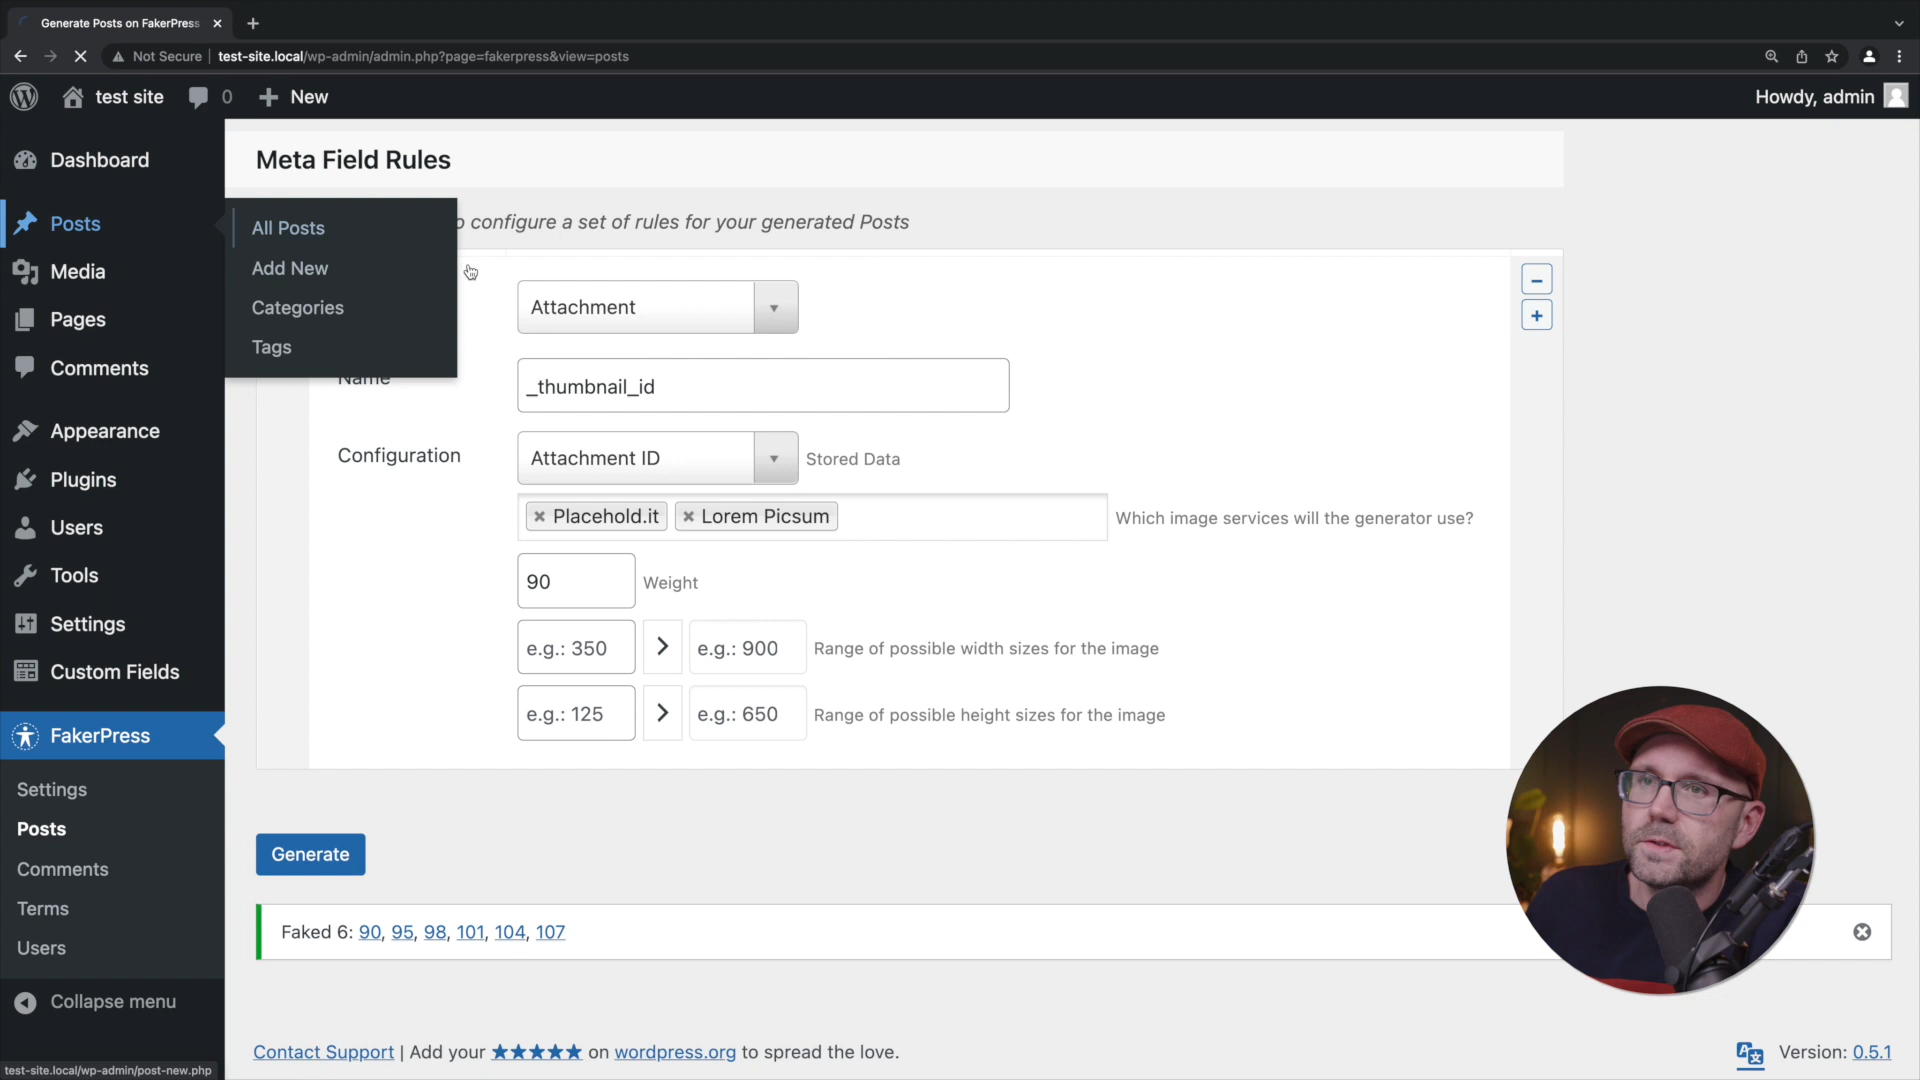 Generate Posts on FakerPress
Not Secure | test-site.local/wp-admin/admin.php?page=fakerpress&view=posts
test site 0 New
Howdy, admin
Dashboard
Posts
Media
Pages
Comments
Appearance
Plugins
Users
Tools
Settings
Custom Fields
FakerPress
Settings
Posts
Comments
Terms
Users
Collapse menu
All Posts
Add New
Categories
Tags
Meta Field Rules
configure a set of rules for your generated Posts
Attachment
Name
_thumbnail_id
Configuration
Attachment ID
Stored Data
Placehold.it
Lorem Picsum
Which image services will the generator use?
90
Weight
e.g.: 350
e.g.: 900
Range of possible width sizes for the image
e.g.: 125
e.g.: 650
Range of possible height sizes for the image
Generate
Faked 6: 90, 95, 98, 101, 104, 107
Contact Support | Add your ★★★★★ on wordpress.org to spread the love.
Version: 0.5.1
test-site.local/wp-admin/post-new.php